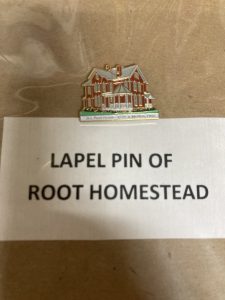 LAPEL PIN OF
ROOT HOMESTEAD